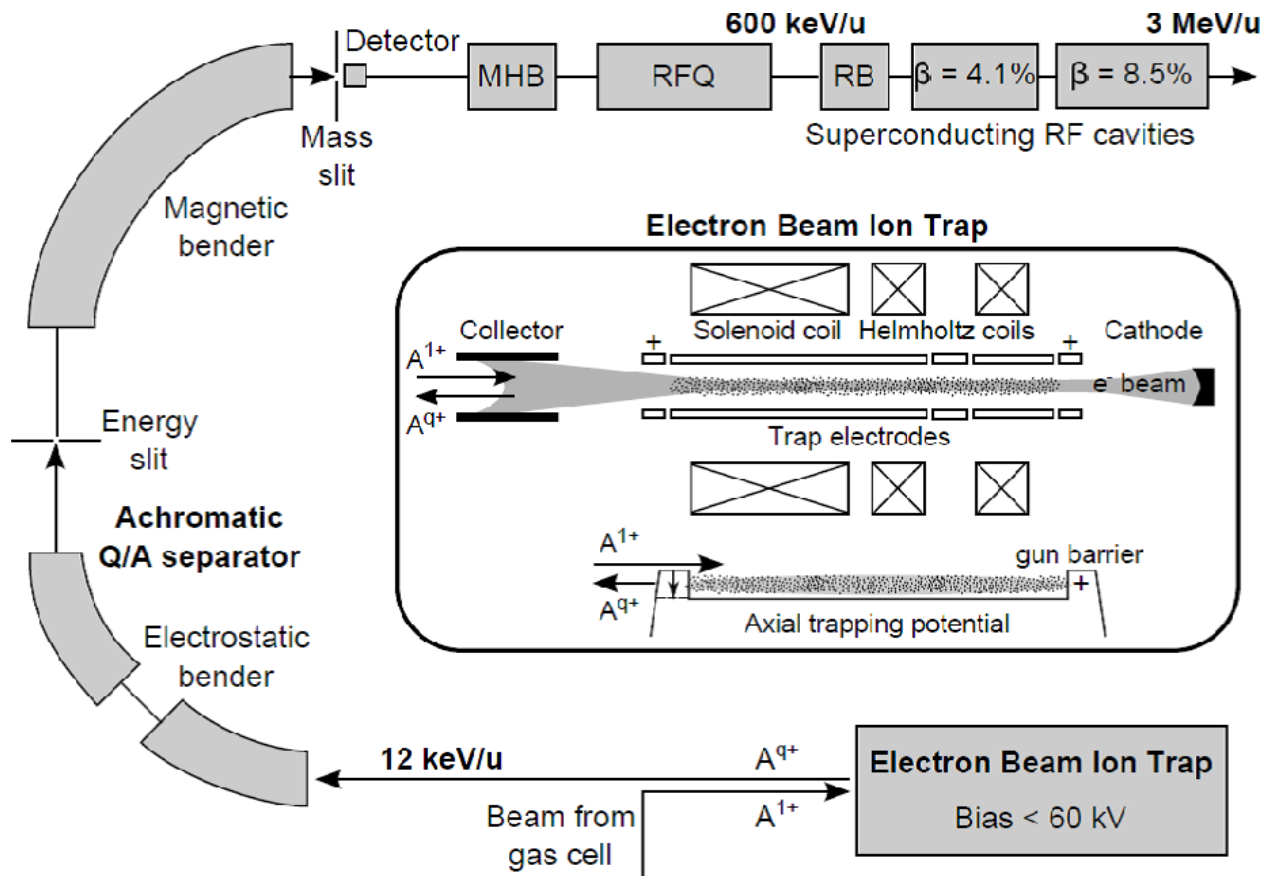 600 keV/u
3 MeV/u
Detector
MHB
RFQ
RB
β = 4.1%
β = 8.5%
Mass
slit
Superconducting RF cavities
Magnetic
bender
Electron Beam Ion Trap
Collector
Solenoid coil
Helmholtz coils
Cathode
+
+
A1+
e- beam
Aq+
Trap electrodes
Energy
slit
Achromatic
Q/A separator
A1+
gun barrier
+
Aq+
Axial trapping potential
Electrostatic
bender
12 keV/u
Aq+
A1+
Electron Beam Ion Trap
Bias < 60 kV
Beam from
gas cell